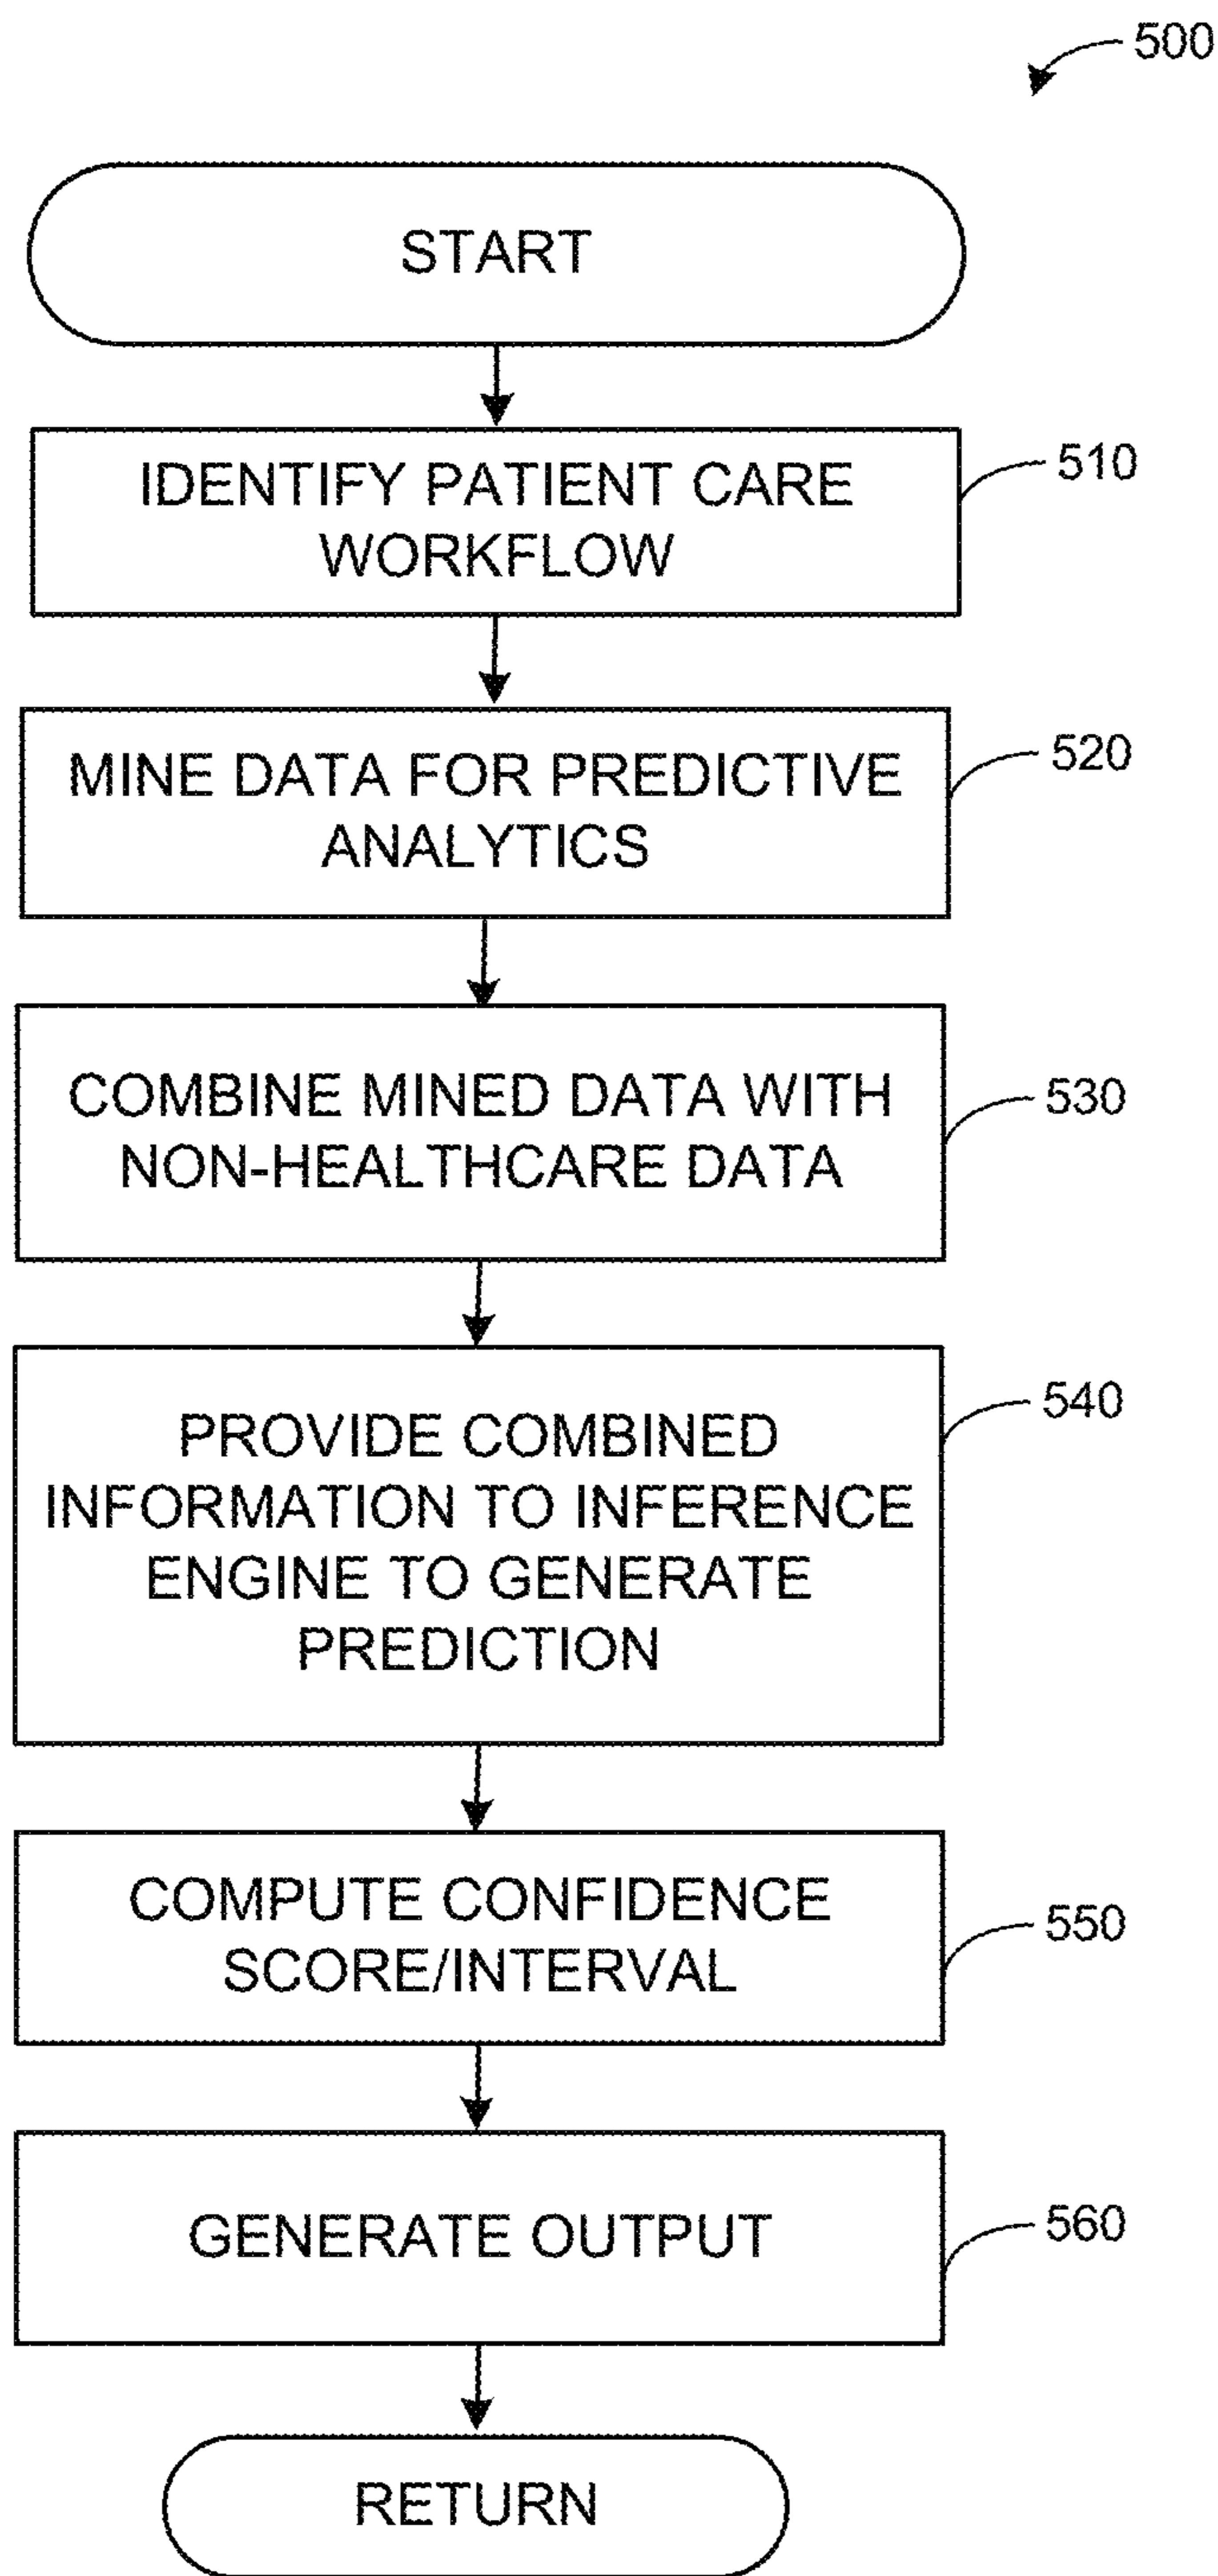 500
START
IDENTIFY PATIENT CARE
WORKFLOW
510
MINE DATA FOR PREDICTIVE
ANALYTICS
520
COMBINE MINED DATA WITH
NON-HEALTHCARE DATA
530
PROVIDE COMBINED
INFORMATION TO INFERENCE
ENGINE TO GENERATE
PREDICTION
540
COMPUTE CONFIDENCE
SCORE/INTERVAL
550
GENERATE OUTPUT
560
RETURN